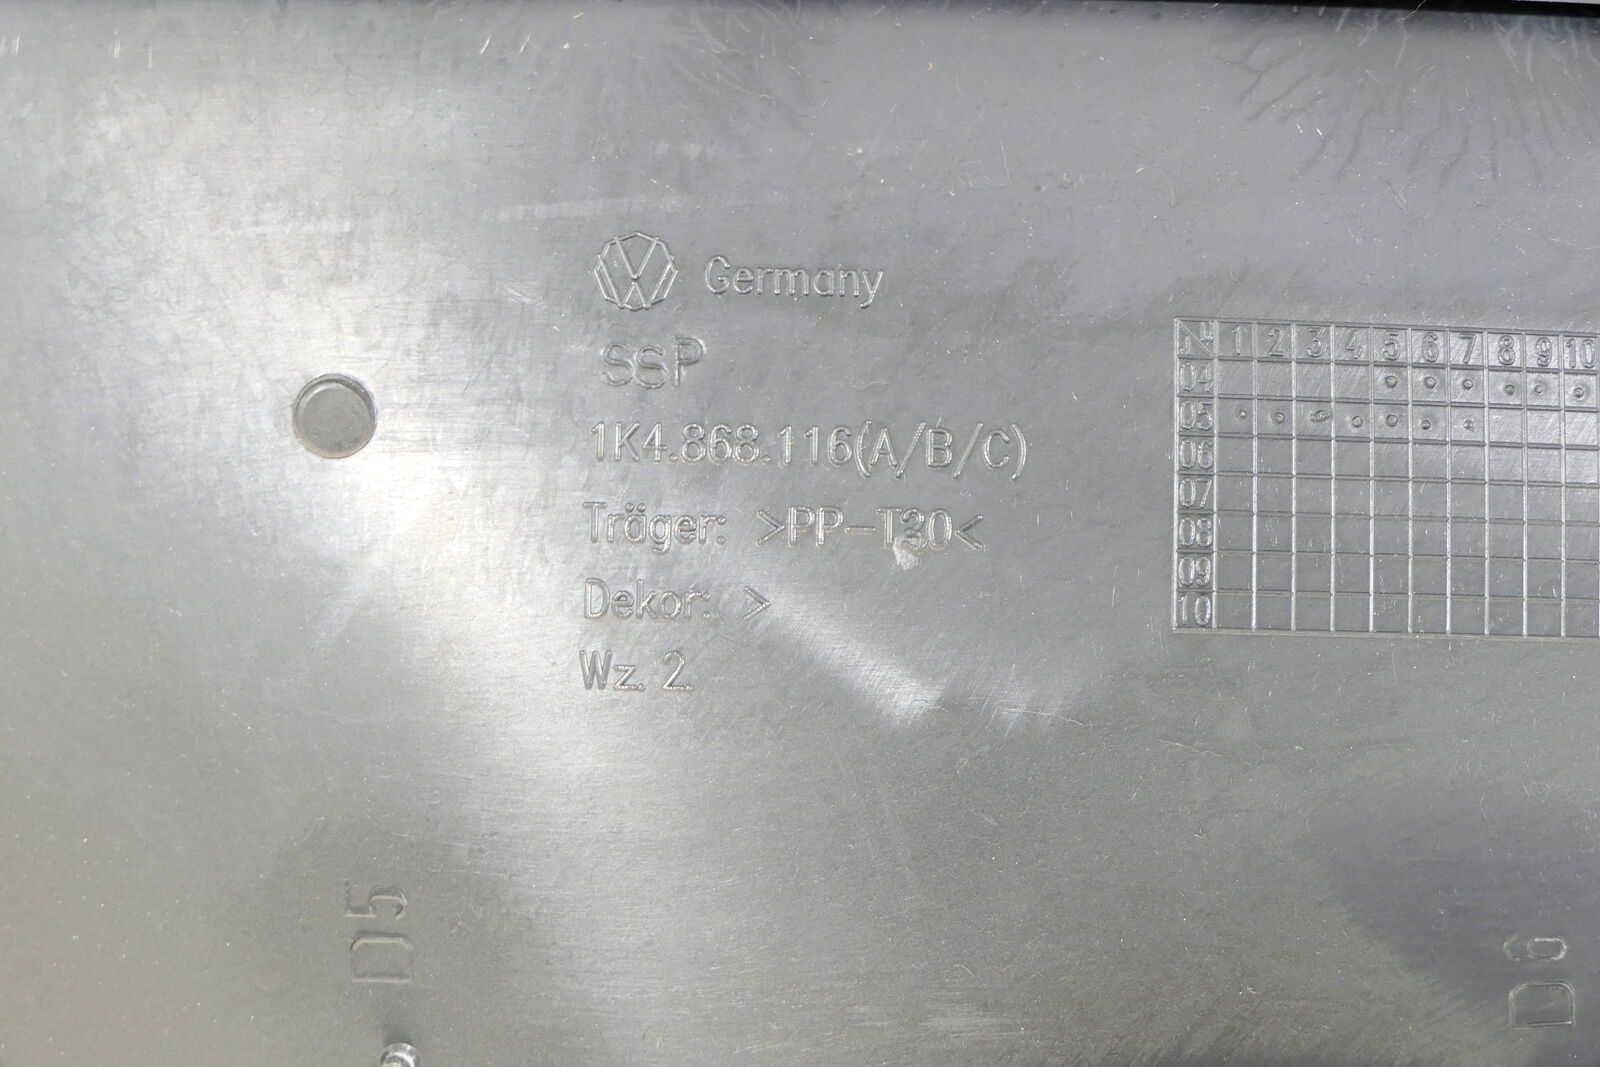 Germany
SSP
1K4.868.116(A/B/C)
Träger: >PP-T20<
Dekor: >
Wz. 2.
N 1 2 3 4 5 6 7 8 9 10
04
05
06
07
08
09
10
D5
D6